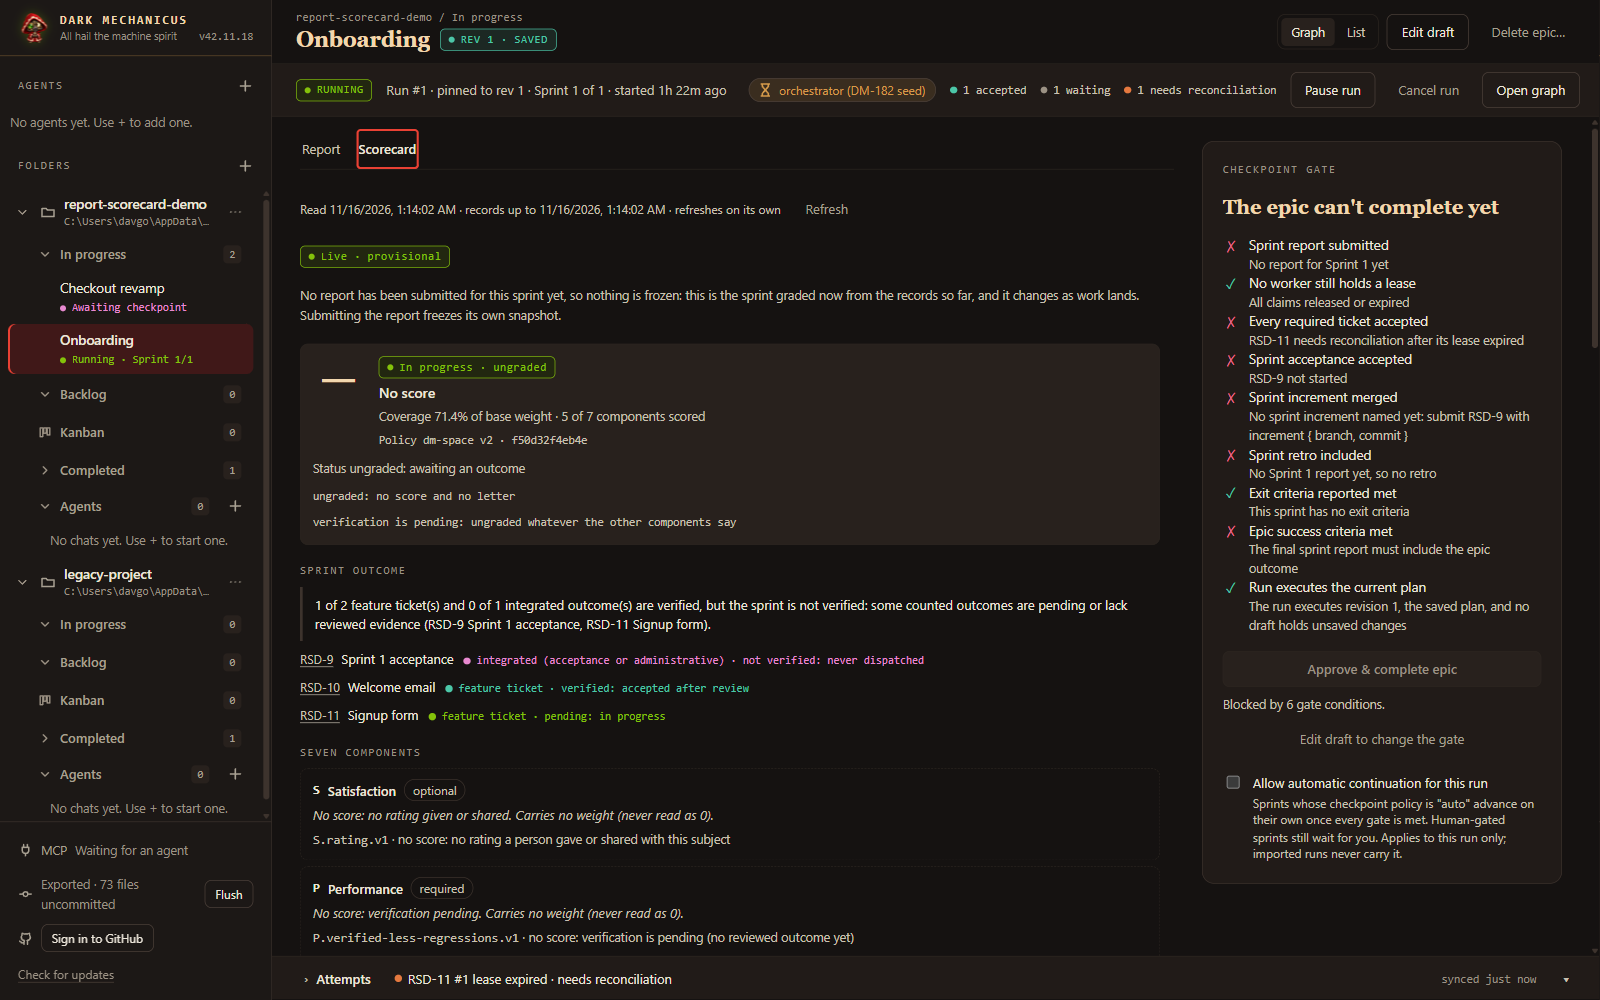 DARK MECHANICUS
All hail the machine spirit v42.11.18
AGENTS
No agents yet. Use + to add one.
FOLDERS
report-scorecard-demo
C:\Users\davgo\AppData\...
In progress 2
Checkout revamp
Awaiting checkpoint
Onboarding
Running · Sprint 1/1
Backlog 0
Kanban 0
Completed 1
Agents 0
No chats yet. Use + to start one.
legacy-project
C:\Users\davgo\AppData\...
In progress 0
Backlog 0
Kanban 0
Completed 1
Agents 0
No chats yet. Use + to start one.
MCP Waiting for an agent
Exported · 73 files
uncommitted
Flush
Sign in to GitHub
Check for updates
report-scorecard-demo / In progress
Onboarding
REV 1 · SAVED
Graph
List
Edit draft
Delete epic...
RUNNING
Run #1 · pinned to rev 1 · Sprint 1 of 1 · started 1h 22m ago
orchestrator (DM-182 seed)
1 accepted
1 waiting
1 needs reconciliation
Pause run
Cancel run
Open graph
Report
Scorecard
Read 11/16/2026, 1:14:02 AM · records up to 11/16/2026, 1:14:02 AM · refreshes on its own
Refresh
Live · provisional
No report has been submitted for this sprint yet, so nothing is frozen: this is the sprint graded now from the records so far, and it changes as work lands.
Submitting the report freezes its own snapshot.
—
In progress · ungraded
No score
Coverage 71.4% of base weight · 5 of 7 components scored
Policy dm-space v2 · f50d32f4eb4e
Status ungraded: awaiting an outcome
ungraded: no score and no letter
verification is pending: ungraded whatever the other components say
SPRINT OUTCOME
1 of 2 feature ticket(s) and 0 of 1 integrated outcome(s) are verified, but the sprint is not verified: some counted outcomes are pending or lack
reviewed evidence (RSD-9 Sprint 1 acceptance, RSD-11 Signup form).
RSD-9 Sprint 1 acceptance integrated (acceptance or administrative) · not verified: never dispatched
RSD-10 Welcome email feature ticket · verified: accepted after review
RSD-11 Signup form feature ticket · pending: in progress
SEVEN COMPONENTS
S Satisfaction optional
No score: no rating given or shared. Carries no weight (never read as 0).
S.rating.v1 · no score: no rating a person gave or shared with this subject
P Performance required
No score: verification pending. Carries no weight (never read as 0).
P.verified-less-regressions.v1 · no score: verification is pending (no reviewed outcome yet)
CHECKPOINT GATE
The epic can't complete yet
✗ Sprint report submitted
No report for Sprint 1 yet
✓ No worker still holds a lease
All claims released or expired
✗ Every required ticket accepted
RSD-11 needs reconciliation after its lease expired
✗ Sprint acceptance accepted
RSD-9 not started
✗ Sprint increment merged
No sprint increment named yet: submit RSD-9 with
increment { branch, commit }
✗ Sprint retro included
No Sprint 1 report yet, so no retro
✓ Exit criteria reported met
This sprint has no exit criteria
✗ Epic success criteria met
The final sprint report must include the epic
outcome
✓ Run executes the current plan
The run executes revision 1, the saved plan, and no
draft holds unsaved changes
Approve & complete epic
Blocked by 6 gate conditions.
Edit draft to change the gate
Allow automatic continuation for this run
Sprints whose checkpoint policy is "auto" advance on
their own once every gate is met. Human-gated
sprints still wait for you. Applies to this run only;
imported runs never carry it.
Attempts
RSD-11 #1 lease expired · needs reconciliation
synced just now